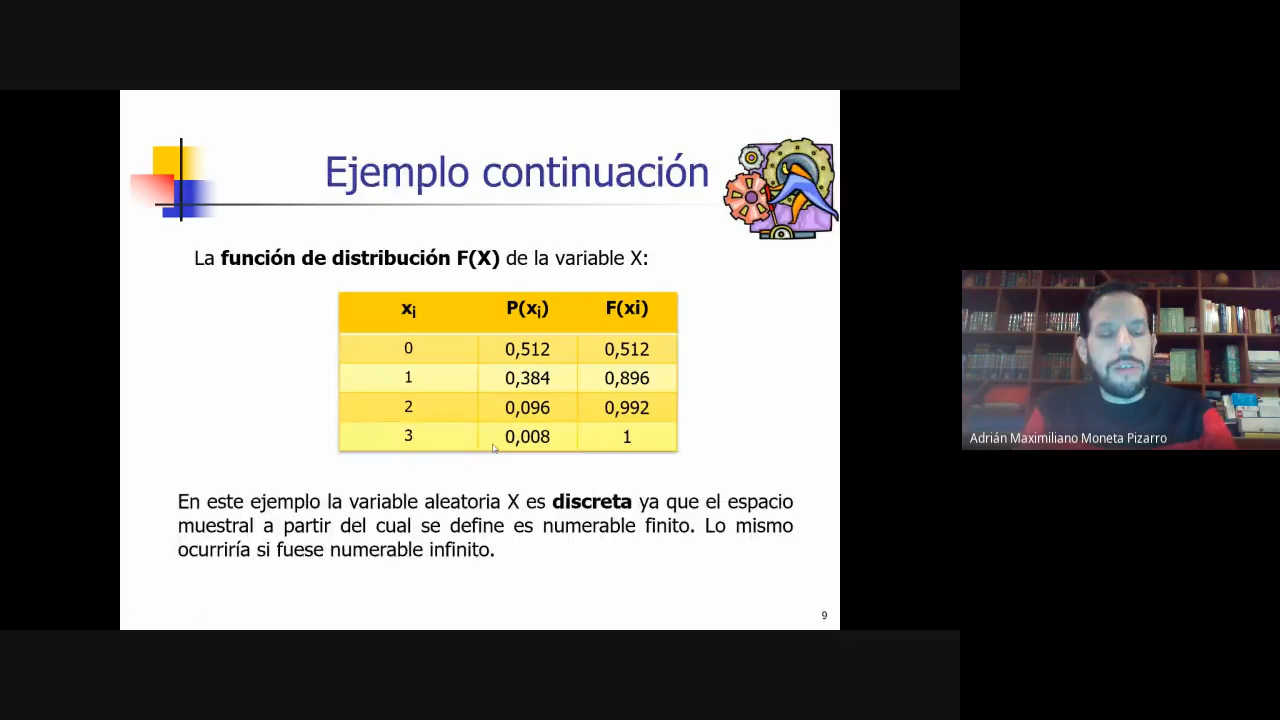 Ejemplo continuación
La función de distribución F(X) de la variable X:
xi P(xi) F(xi)
0 0,512 0,512
1 0,384 0,896
2 0,096 0,992
3 0,008 1
En este ejemplo la variable aleatoria X es discreta ya que el espacio
muestral a partir del cual se define es numerable finito. Lo mismo
ocurriría si fuese numerable infinito.
9
Adrián Maximiliano Moneta Pizarro